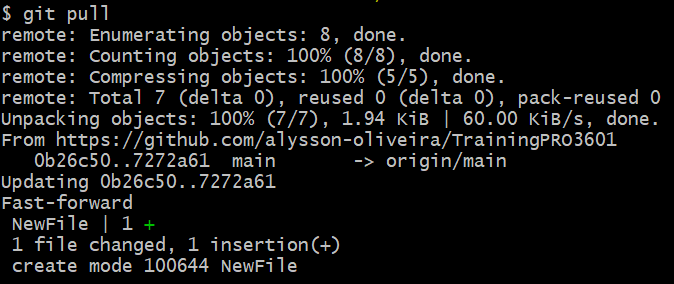 $ git pull
remote: Enumerating objects: 8, done.
remote: Counting objects: 100% (8/8), done.
remote: Compressing objects: 100% (5/5), done.
remote: Total 7 (delta 0), reused 0 (delta 0), pack-reused 0
Unpacking objects: 100% (7/7), 1.94 KiB | 60.00 KiB/s, done.
From https://github.com/alysson-oliveira/TrainingPRO3601
   0b26c50..7272a61  main       -> origin/main
Updating 0b26c50..7272a61
Fast-forward
 NewFile | 1 +
 1 file changed, 1 insertion(+)
 create mode 100644 NewFile